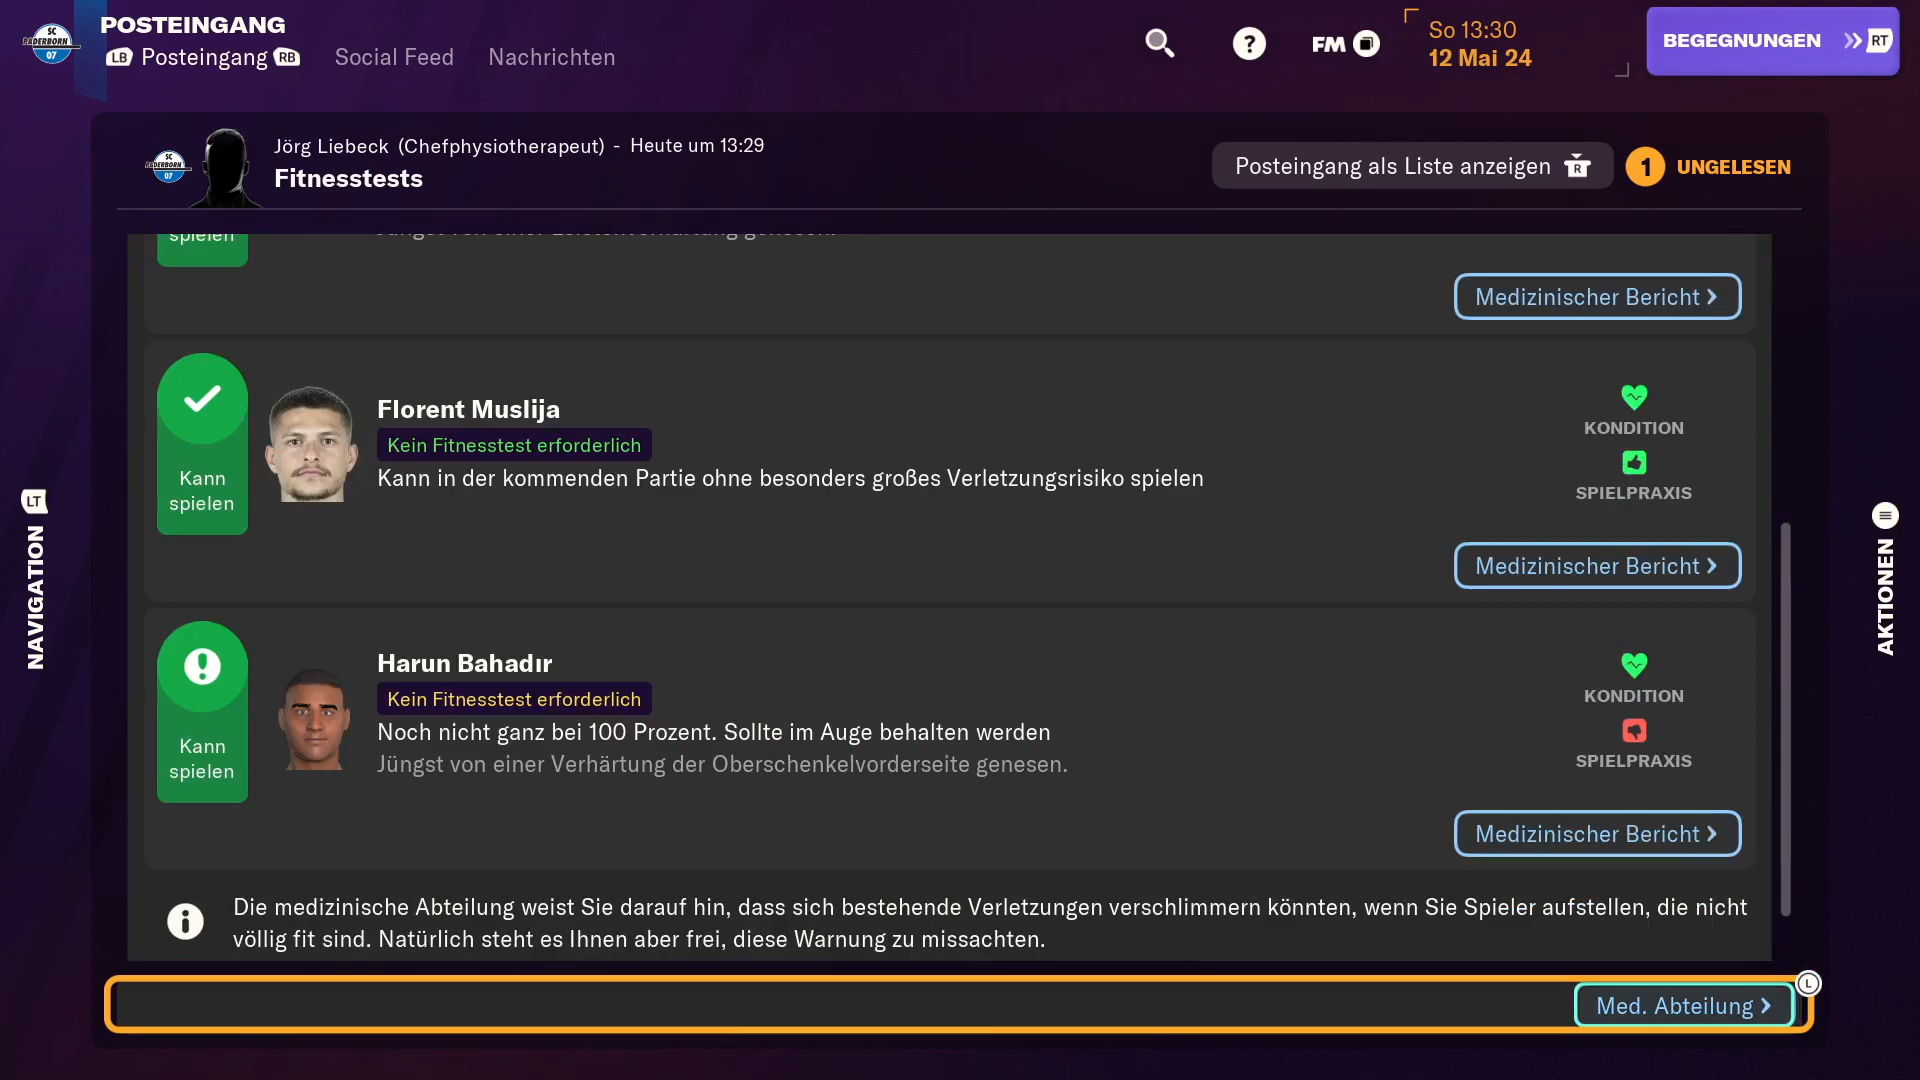 SC
PADERBORN
07
POSTEINGANG
LB Posteingang RB
Social Feed
Nachrichten
?
FM
So 13:30
12 Mai 24
BEGEGNUNGEN RT
SC
PADERBORN
07
Jörg Liebeck (Chefphysiotherapeut) - Heute um 13:29
Fitnesstests
Posteingang als Liste anzeigen R
1 UNGELESEN
spielen
Medizinischer Bericht
Kann
spielen
Florent Muslija
Kein Fitnesstest erforderlich
Kann in der kommenden Partie ohne besonders großes Verletzungsrisiko spielen
KONDITION
SPIELPRAXIS
Medizinischer Bericht
Kann
spielen
Harun Bahadır
Kein Fitnesstest erforderlich
Noch nicht ganz bei 100 Prozent. Sollte im Auge behalten werden
Jüngst von einer Verhärtung der Oberschenkelvorderseite genesen.
KONDITION
SPIELPRAXIS
Medizinischer Bericht
Die medizinische Abteilung weist Sie darauf hin, dass sich bestehende Verletzungen verschlimmern könnten, wenn Sie Spieler aufstellen, die nicht
völlig fit sind. Natürlich steht es Ihnen aber frei, diese Warnung zu missachten.
Med. Abteilung
L
LT
NAVIGATION
AKTIONEN